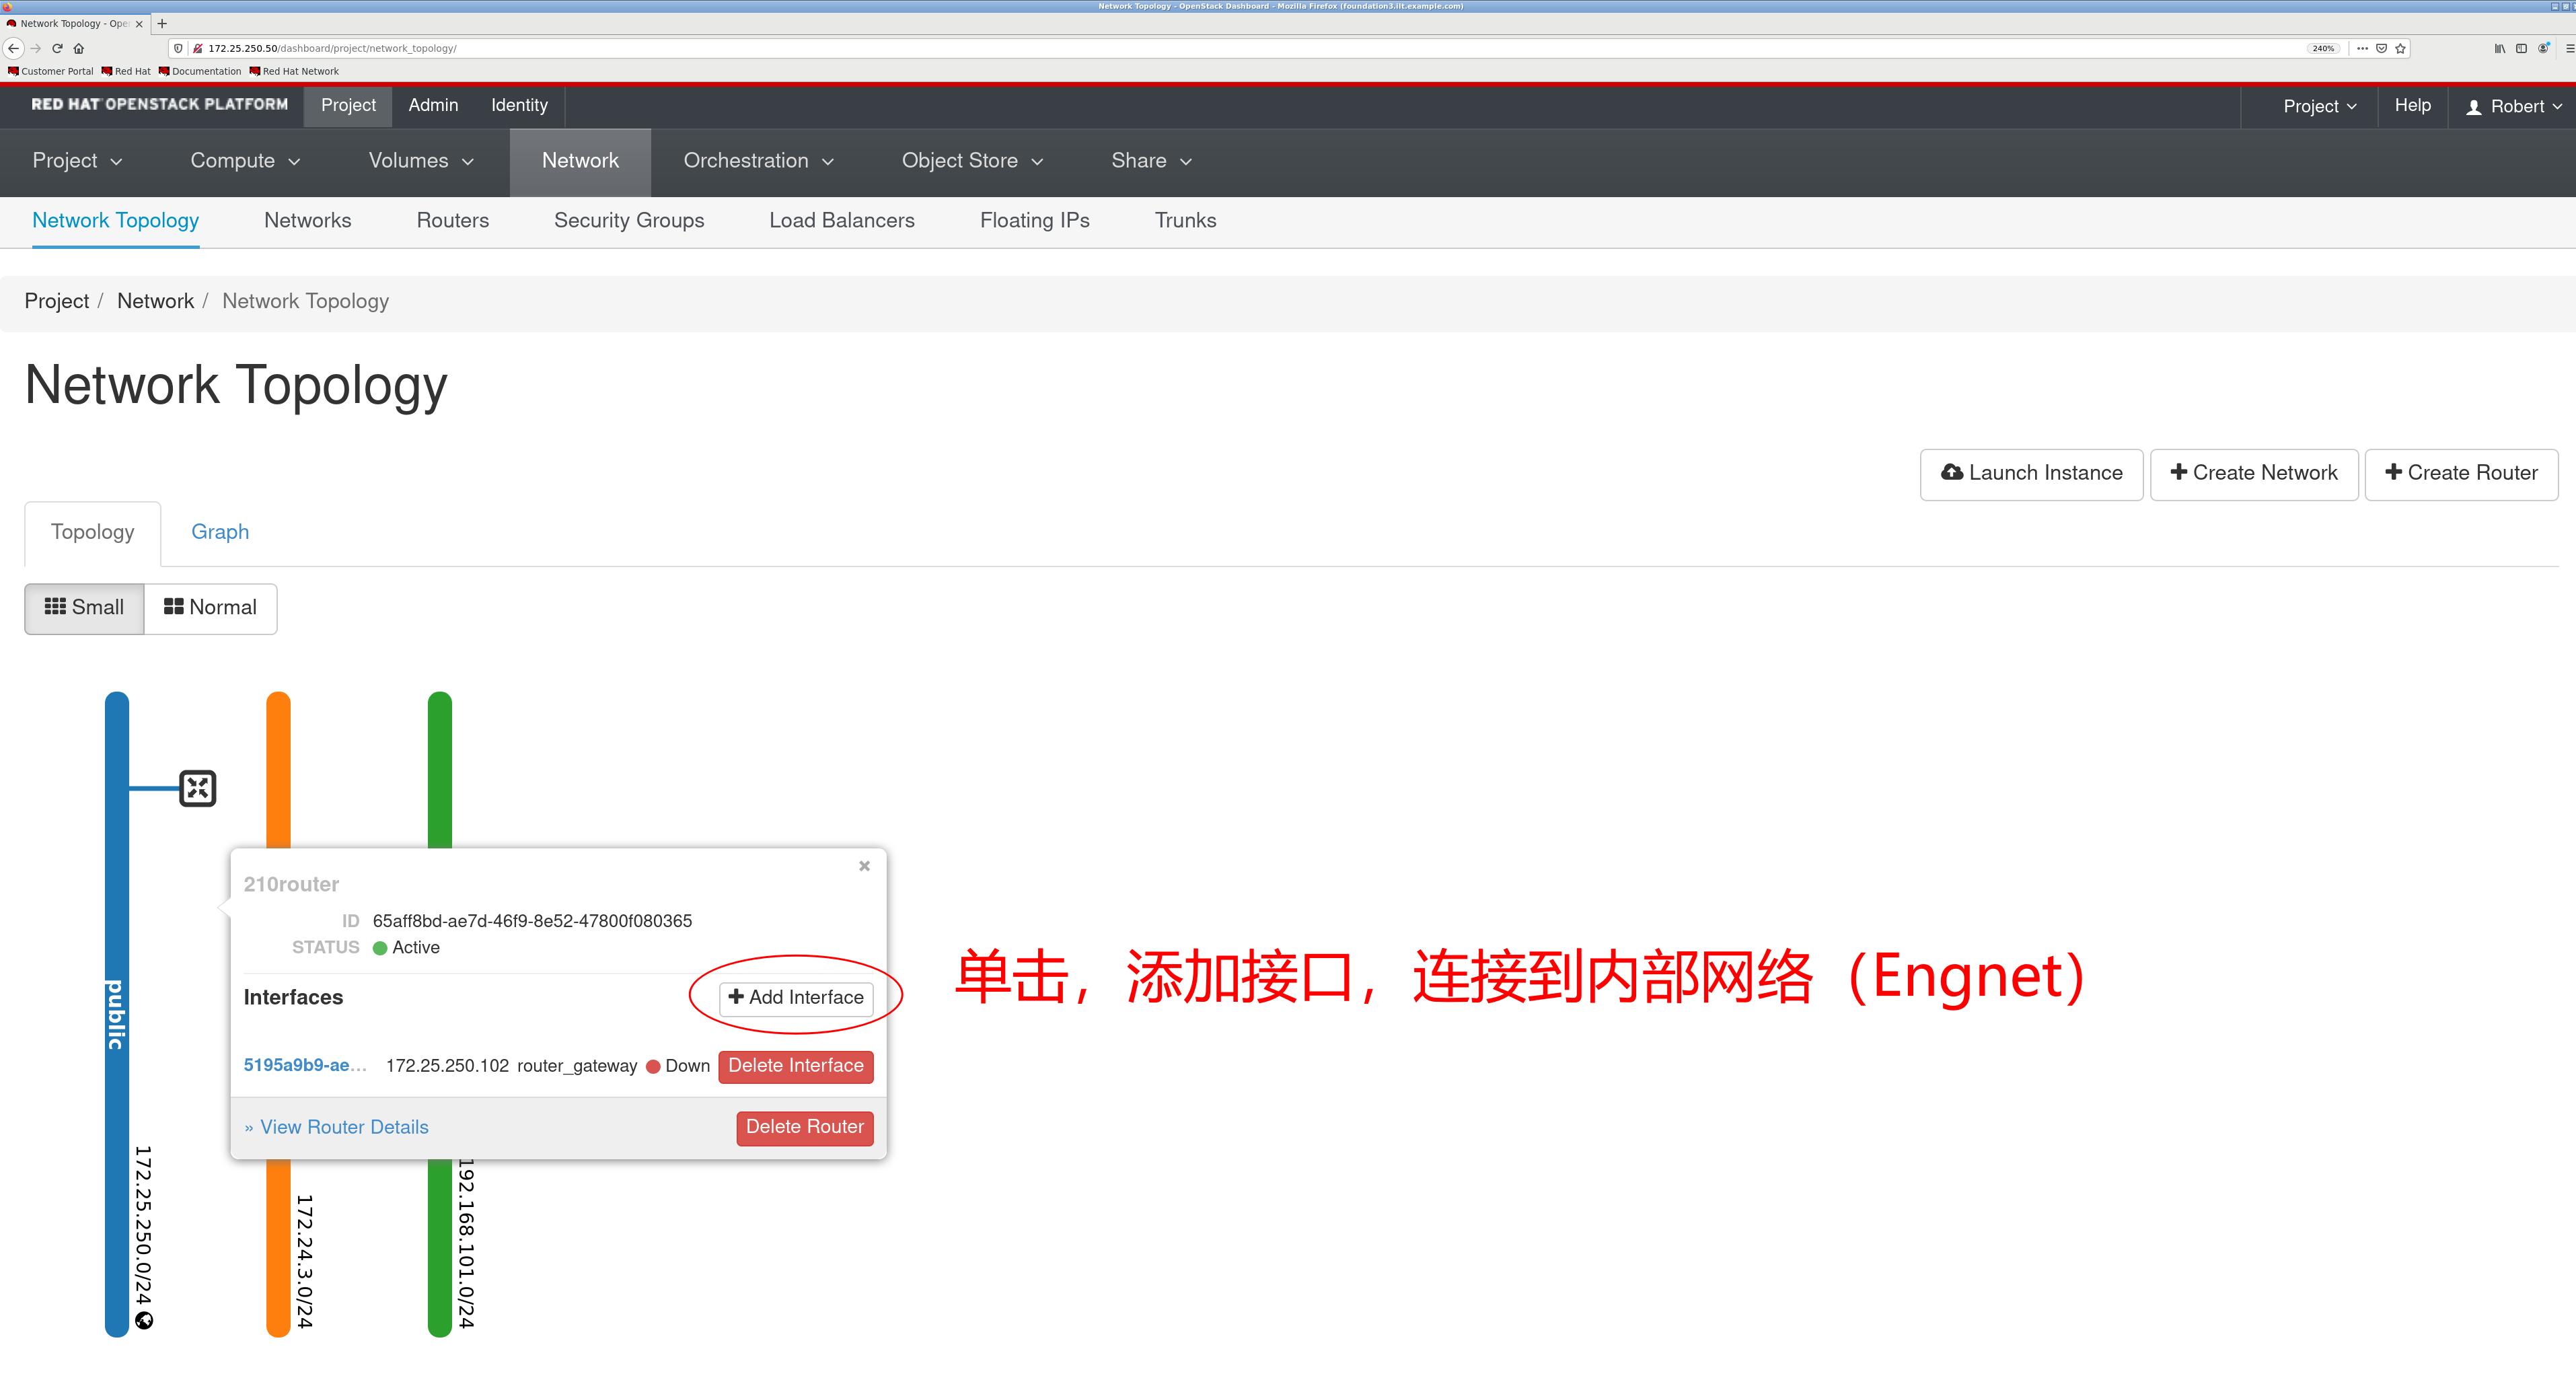 Network Topology - OpenStack Dashboard - Mozilla Firefox (foundation3.ilt.example.com)
Network Topology - Ope
172.25.250.50/dashboard/project/network_topology/
240%
Customer Portal Red Hat Documentation Red Hat Network
RED HAT OPENSTACK PLATFORM Project Admin Identity Project Help Robert
Project Compute Volumes Network Orchestration Object Store Share
Network Topology Networks Routers Security Groups Load Balancers Floating IPs Trunks
Project / Network / Network Topology
Network Topology
Launch Instance + Create Network + Create Router
Topology Graph
Small Normal
210router
ID 65aff8bd-ae7d-46f9-8e52-47800f080365
STATUS Active
Interfaces + Add Interface
5195a9b9-ae... 172.25.250.102 router_gateway Down Delete Interface
» View Router Details Delete Router
单击，添加接口，连接到内部网络（Engnet）
public
172.25.250.0/24
172.24.3.0/24
192.168.101.0/24